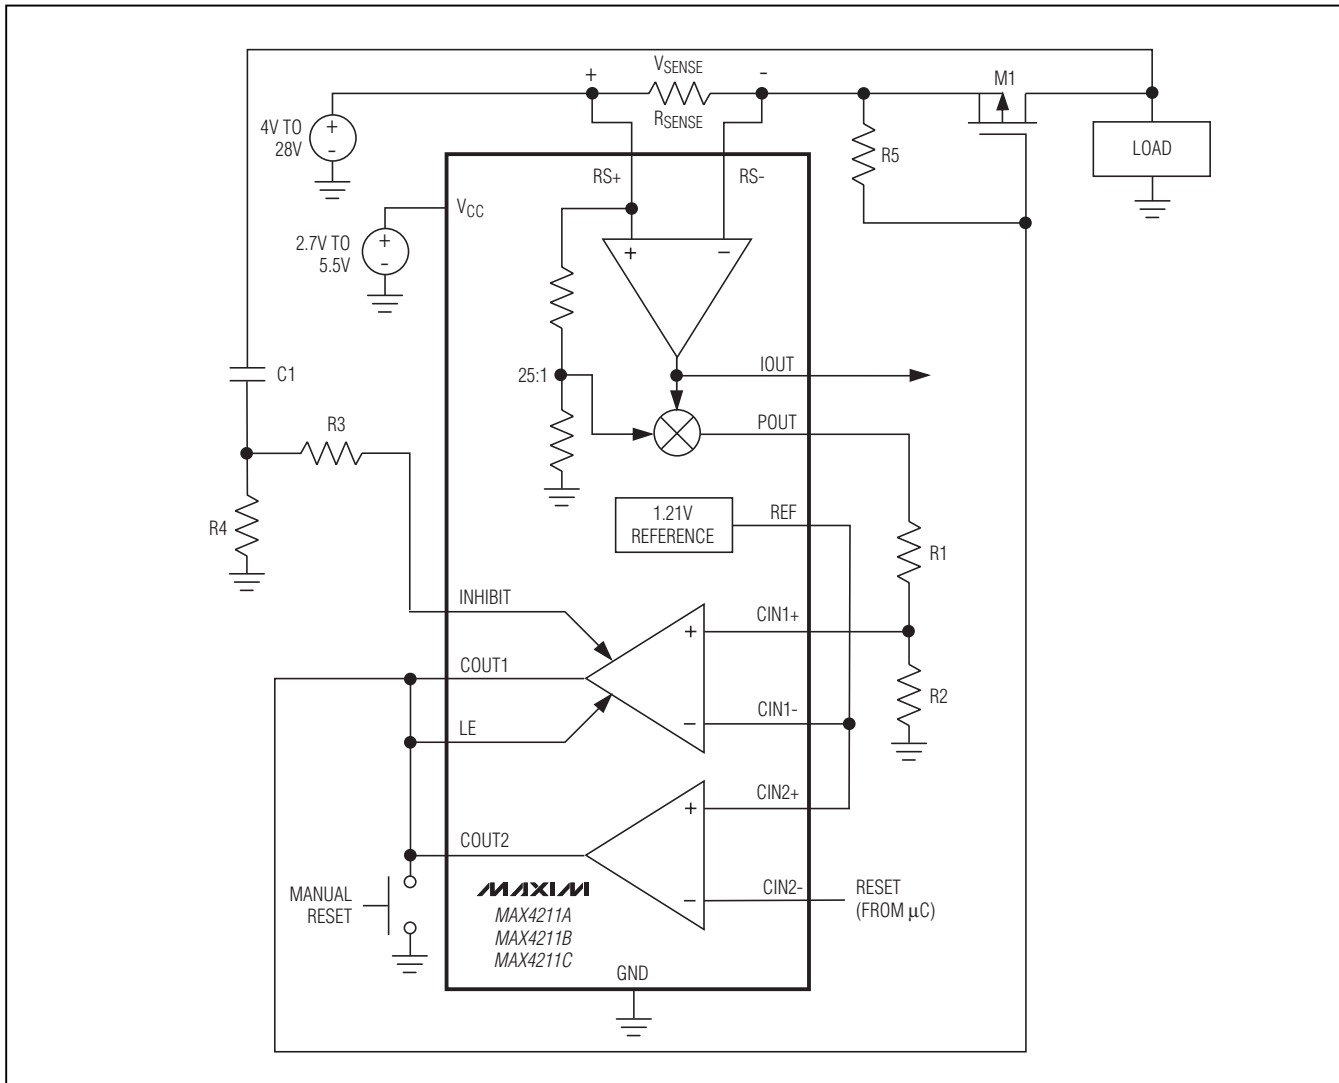 VSENSE
+
-
M1
RSENSE
4V TO
28V
+
-
R5
LOAD
RS+
RS-
VCC
2.7V TO
5.5V
+
-
+
−
C1
25:1
IOUT
R3
POUT
R4
1.21V
REFERENCE
REF
R1
INHIBIT
CIN1+
+
COUT1
R2
LE
CIN1-
−
CIN2+
+
COUT2
MANUAL
RESET
MAXIM
MAX4211A
MAX4211B
MAX4211C
CIN2-
−
RESET
(FROM µC)
GND